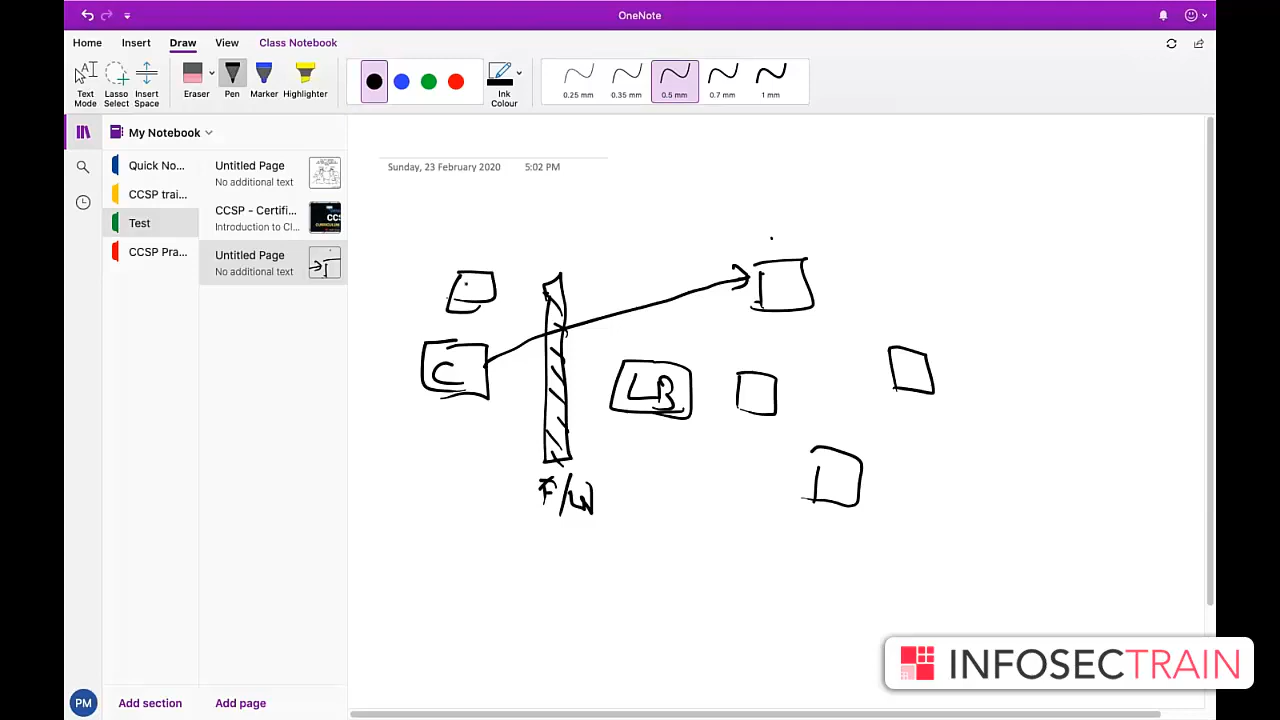 OneNote
Home Insert Draw View Class Notebook
Text Mode
Lasso Select
Insert Space
Eraser
Pen
Marker
Highlighter
Ink Colour
0.25 mm
0.35 mm
0.5 mm
0.7 mm
1 mm
My Notebook
Quick No...
CCSP trai...
Test
CCSP Pra...
Untitled Page
No additional text
CCSP - Certifi...
Introduction to Cl...
Untitled Page
No additional text
Sunday, 23 February 2020 5:02 PM
C
LB
F/W
PM
Add section
Add page
INFOSECTRAIN